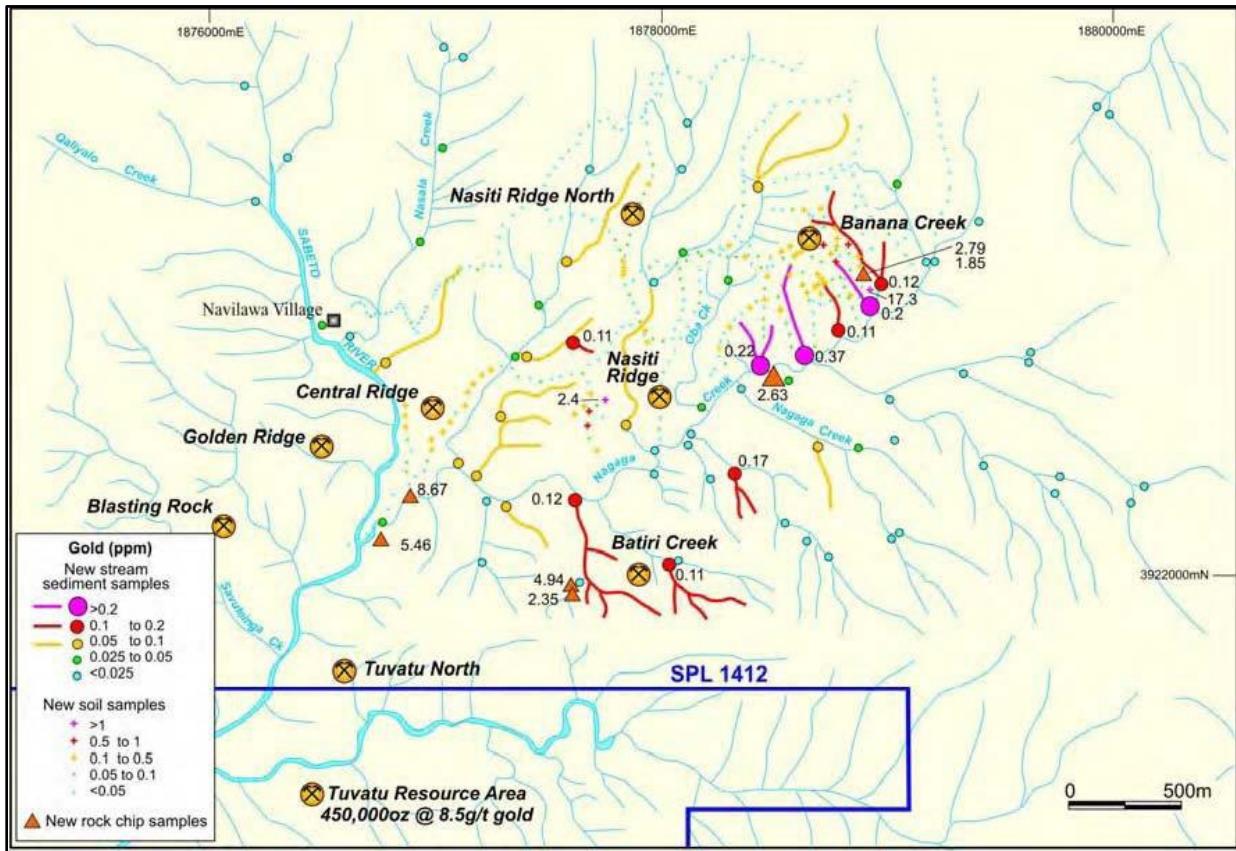 1876000mE
1878000mE
1880000mE
Qaliyalo
Creek
Nasala
Creek
Nasiti Ridge North
Banana Creek
SABETO
RIVER
2.79
1.85
0.12
17.3
0.2
Navilawa Village
0.11
Oba Ck
0.11
Nasiti
Ridge
0.22
0.37
Central Ridge
2.4
2.63
Creek
Nagaga Creek
Golden Ridge
Nagaga
0.17
8.67
0.12
Blasting Rock
5.46
Batiri Creek
0.11
4.94
2.35
3922000mN
Gold (ppm)
New stream
sediment samples
>0.2
0.1 to 0.2
0.05 to 0.1
0.025 to 0.05
<0.025
New soil samples
>1
0.5 to 1
0.1 to 0.5
0.05 to 0.1
<0.05
New rock chip samples
Tuvatu North
SPL 1412
Tuvatu Resource Area
450,000oz @ 8.5g/t gold
0 500m